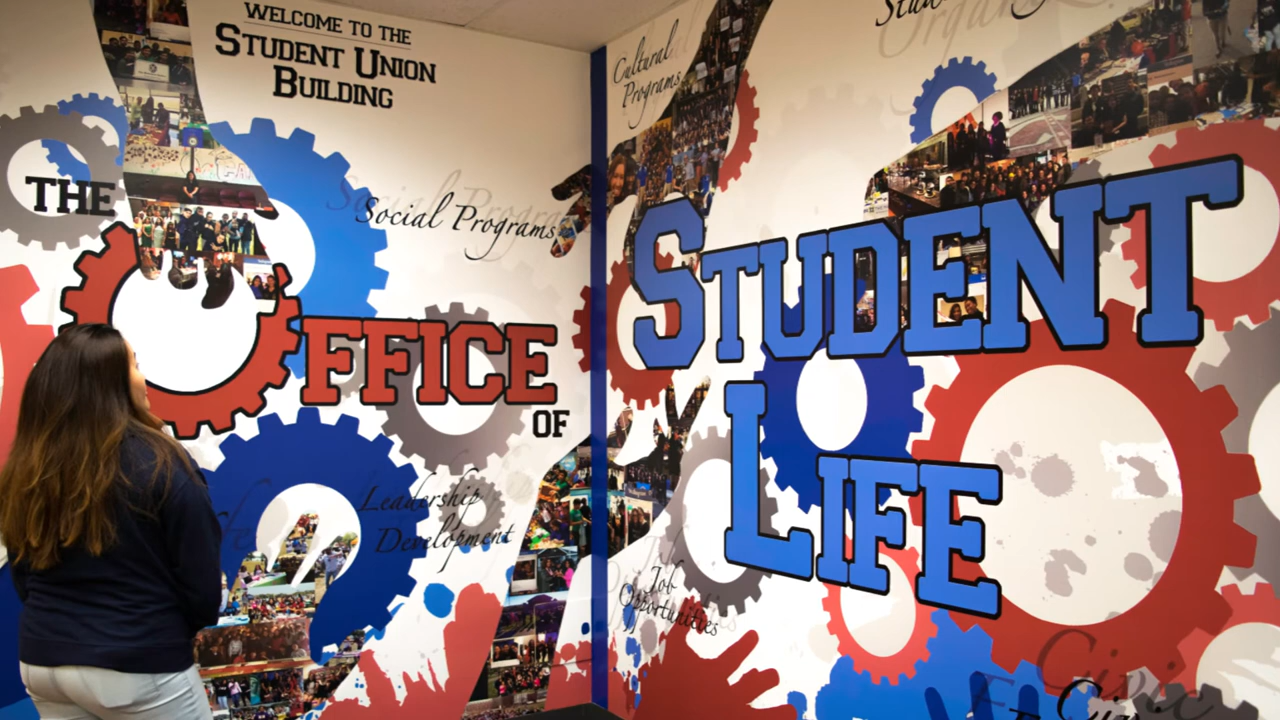 WELCOME TO THE
STUDENT UNION
BUILDING
THE
OFFICE
OF
Social Programs
Leadership
Development
Cultural
Programs
STUDENT
LIFE
Job
Opportunities
Civic